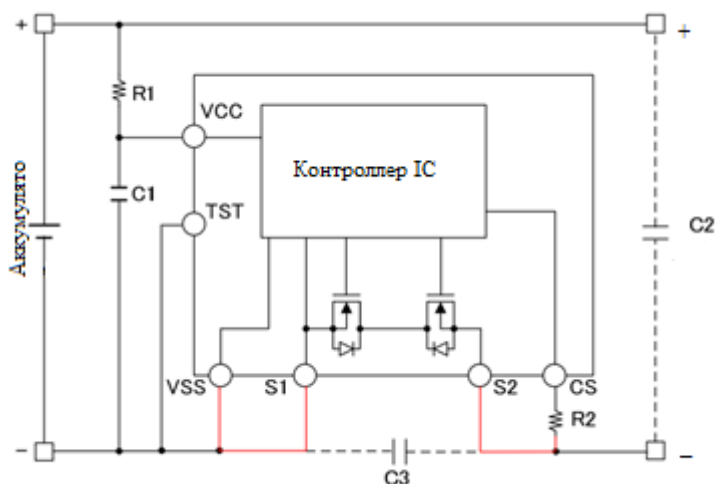 +
+
R1
VCC
Контроллер IC
C1
TST
Аккумулято
C2
VSS
S1
S2
CS
R2
−
−
C3